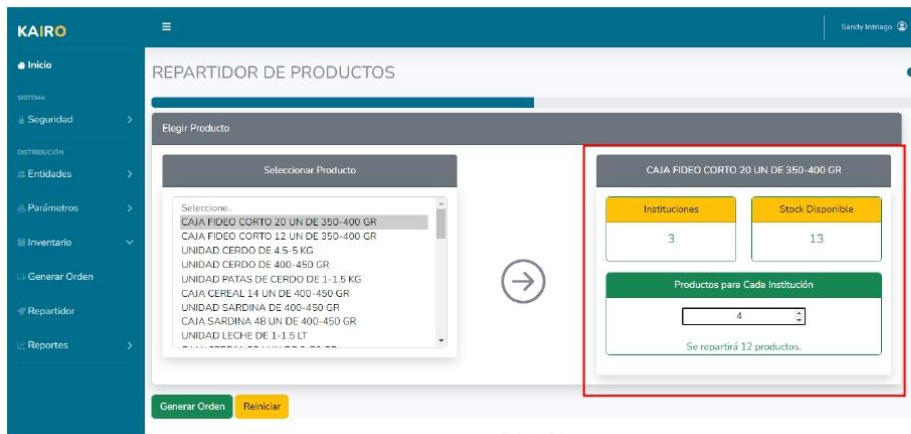 KAIRO
Sandy Intriago
Inicio
SISTEMA
Seguridad
DISTRIBUCIÓN
Entidades
Parámetros
Inventario
Generar Orden
Repartidor
Reportes
REPARTIDOR DE PRODUCTOS
Elegir Producto
Seleccionar Producto
Seleccione..
CAJA FIDEO CORTO 20 UN DE 350-400 GR
CAJA FIDEO CORTO 12 UN DE 350-400 GR
UNIDAD CERDO DE 4.5-5 KG
UNIDAD CERDO DE 400-450 GR
UNIDAD PATAS DE CERDO DE 1-1.5 KG
CAJA CEREAL 14 UN DE 400-450 GR
UNIDAD SARDINA DE 400-450 GR
CAJA SARDINA 48 UN DE 400-450 GR
UNIDAD LECHE DE 1-1.5 LT
CAJA FIDEO CORTO 20 UN DE 350-400 GR
Instituciones
Stock Disponible
3
13
Productos para Cada Institución
4
Se repartirá 12 productos.
Generar Orden
Reiniciar